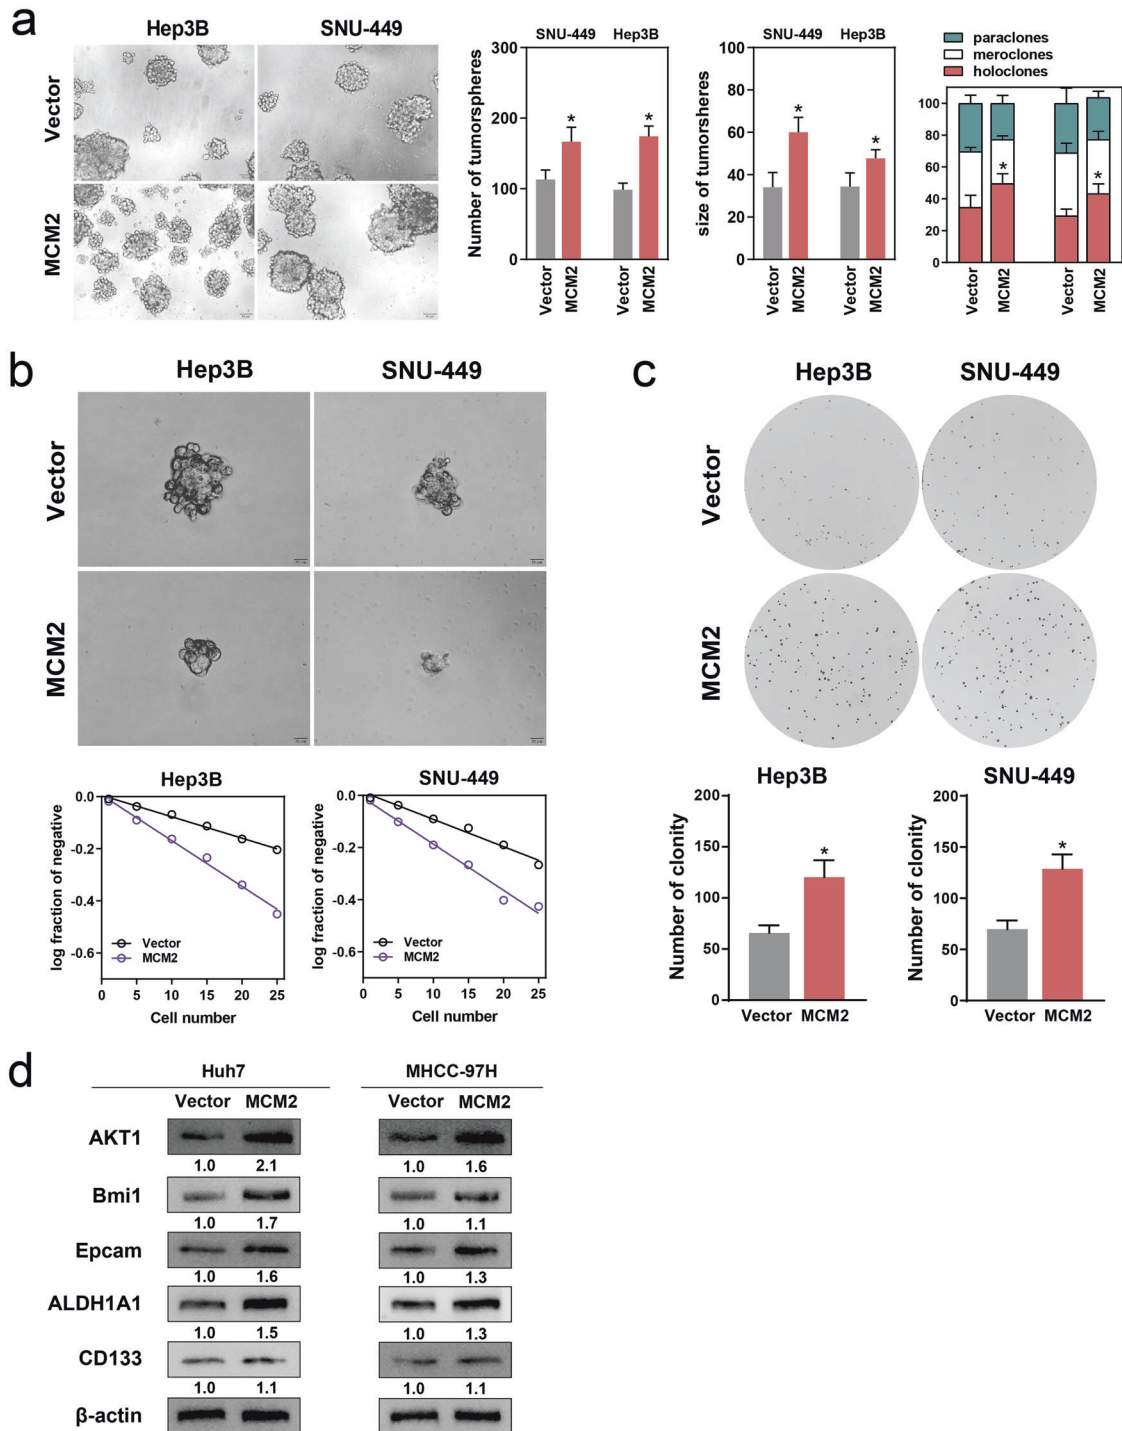 a
Hep3B SNU-449
Vector
MCM2
SNU-449 Hep3B
Number of tumorspheres
300
200
100
0
* *
Vector MCM2 Vector MCM2
SNU-449 Hep3B
size of tumorsheres
100
80
60
40
20
0
* *
Vector MCM2 Vector MCM2
paraclones
meroclones
holoclones
100
80
60
40
20
0
* *
Vector MCM2 Vector MCM2
b
Hep3B SNU-449
Vector
MCM2
Hep3B
log fraction of negative
0.0
-0.2
-0.4
-0.6
Vector
MCM2
0 5 10 15 20 25
Cell number
SNU-449
log fraction of negative
0.0
-0.2
-0.4
-0.6
Vector
MCM2
0 5 10 15 20 25
Cell number
c
Hep3B SNU-449
Vector
MCM2
Hep3B
Number of clonity
200
150
100
50
0
*
Vector MCM2
SNU-449
Number of clonity
200
150
100
50
0
*
Vector MCM2
d
Huh7 MHCC-97H
Vector MCM2 Vector MCM2
AKT1
1.0 2.1 1.0 1.6
Bmi1
1.0 1.7 1.0 1.1
Epcam
1.0 1.6 1.0 1.3
ALDH1A1
1.0 1.5 1.0 1.3
CD133
1.0 1.1 1.0 1.1
β-actin